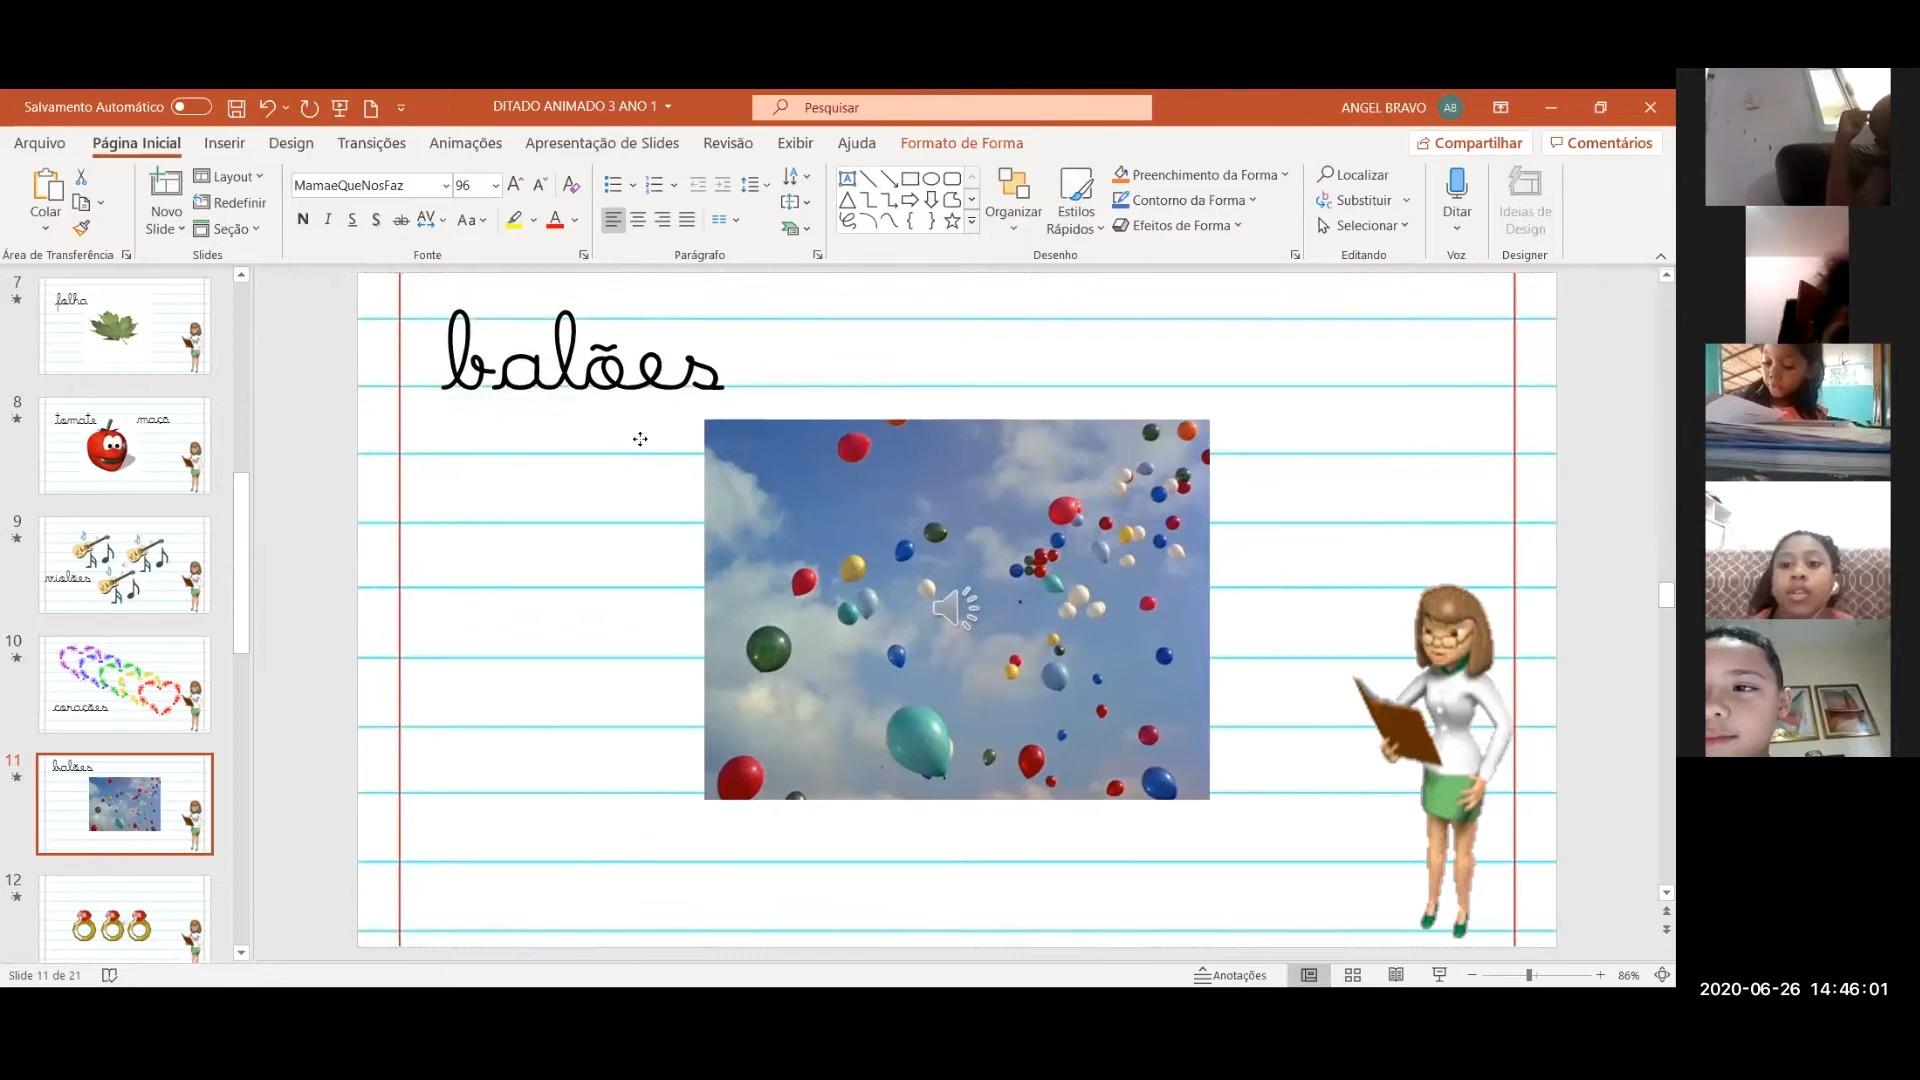 Salvamento Automático DITADO ANIMADO 3 ANO 1 Pesquisar ANGEL BRAVO AB
Arquivo Página Inicial Inserir Design Transições Animações Apresentação de Slides Revisão Exibir Ajuda Formato de Forma Compartilhar Comentários
Colar
Novo Slide
Layout
Redefinir
Seção
MamaeQueNosFaz 96
N I S S ab AV Aa A
Organizar
Estilos Rápidos
Preenchimento da Forma
Contorno da Forma
Efeitos de Forma
Localizar
Substituir
Selecionar
Ditar
Ideias de Design
Área de Transferência Slides Fonte Parágrafo Desenho Editando Voz Designer
7
folha
8
tomate maçã
9
violões
10
corações
11
balões
12
balões
Slide 11 de 21 Anotações 86%
2020-06-26 14:46:01